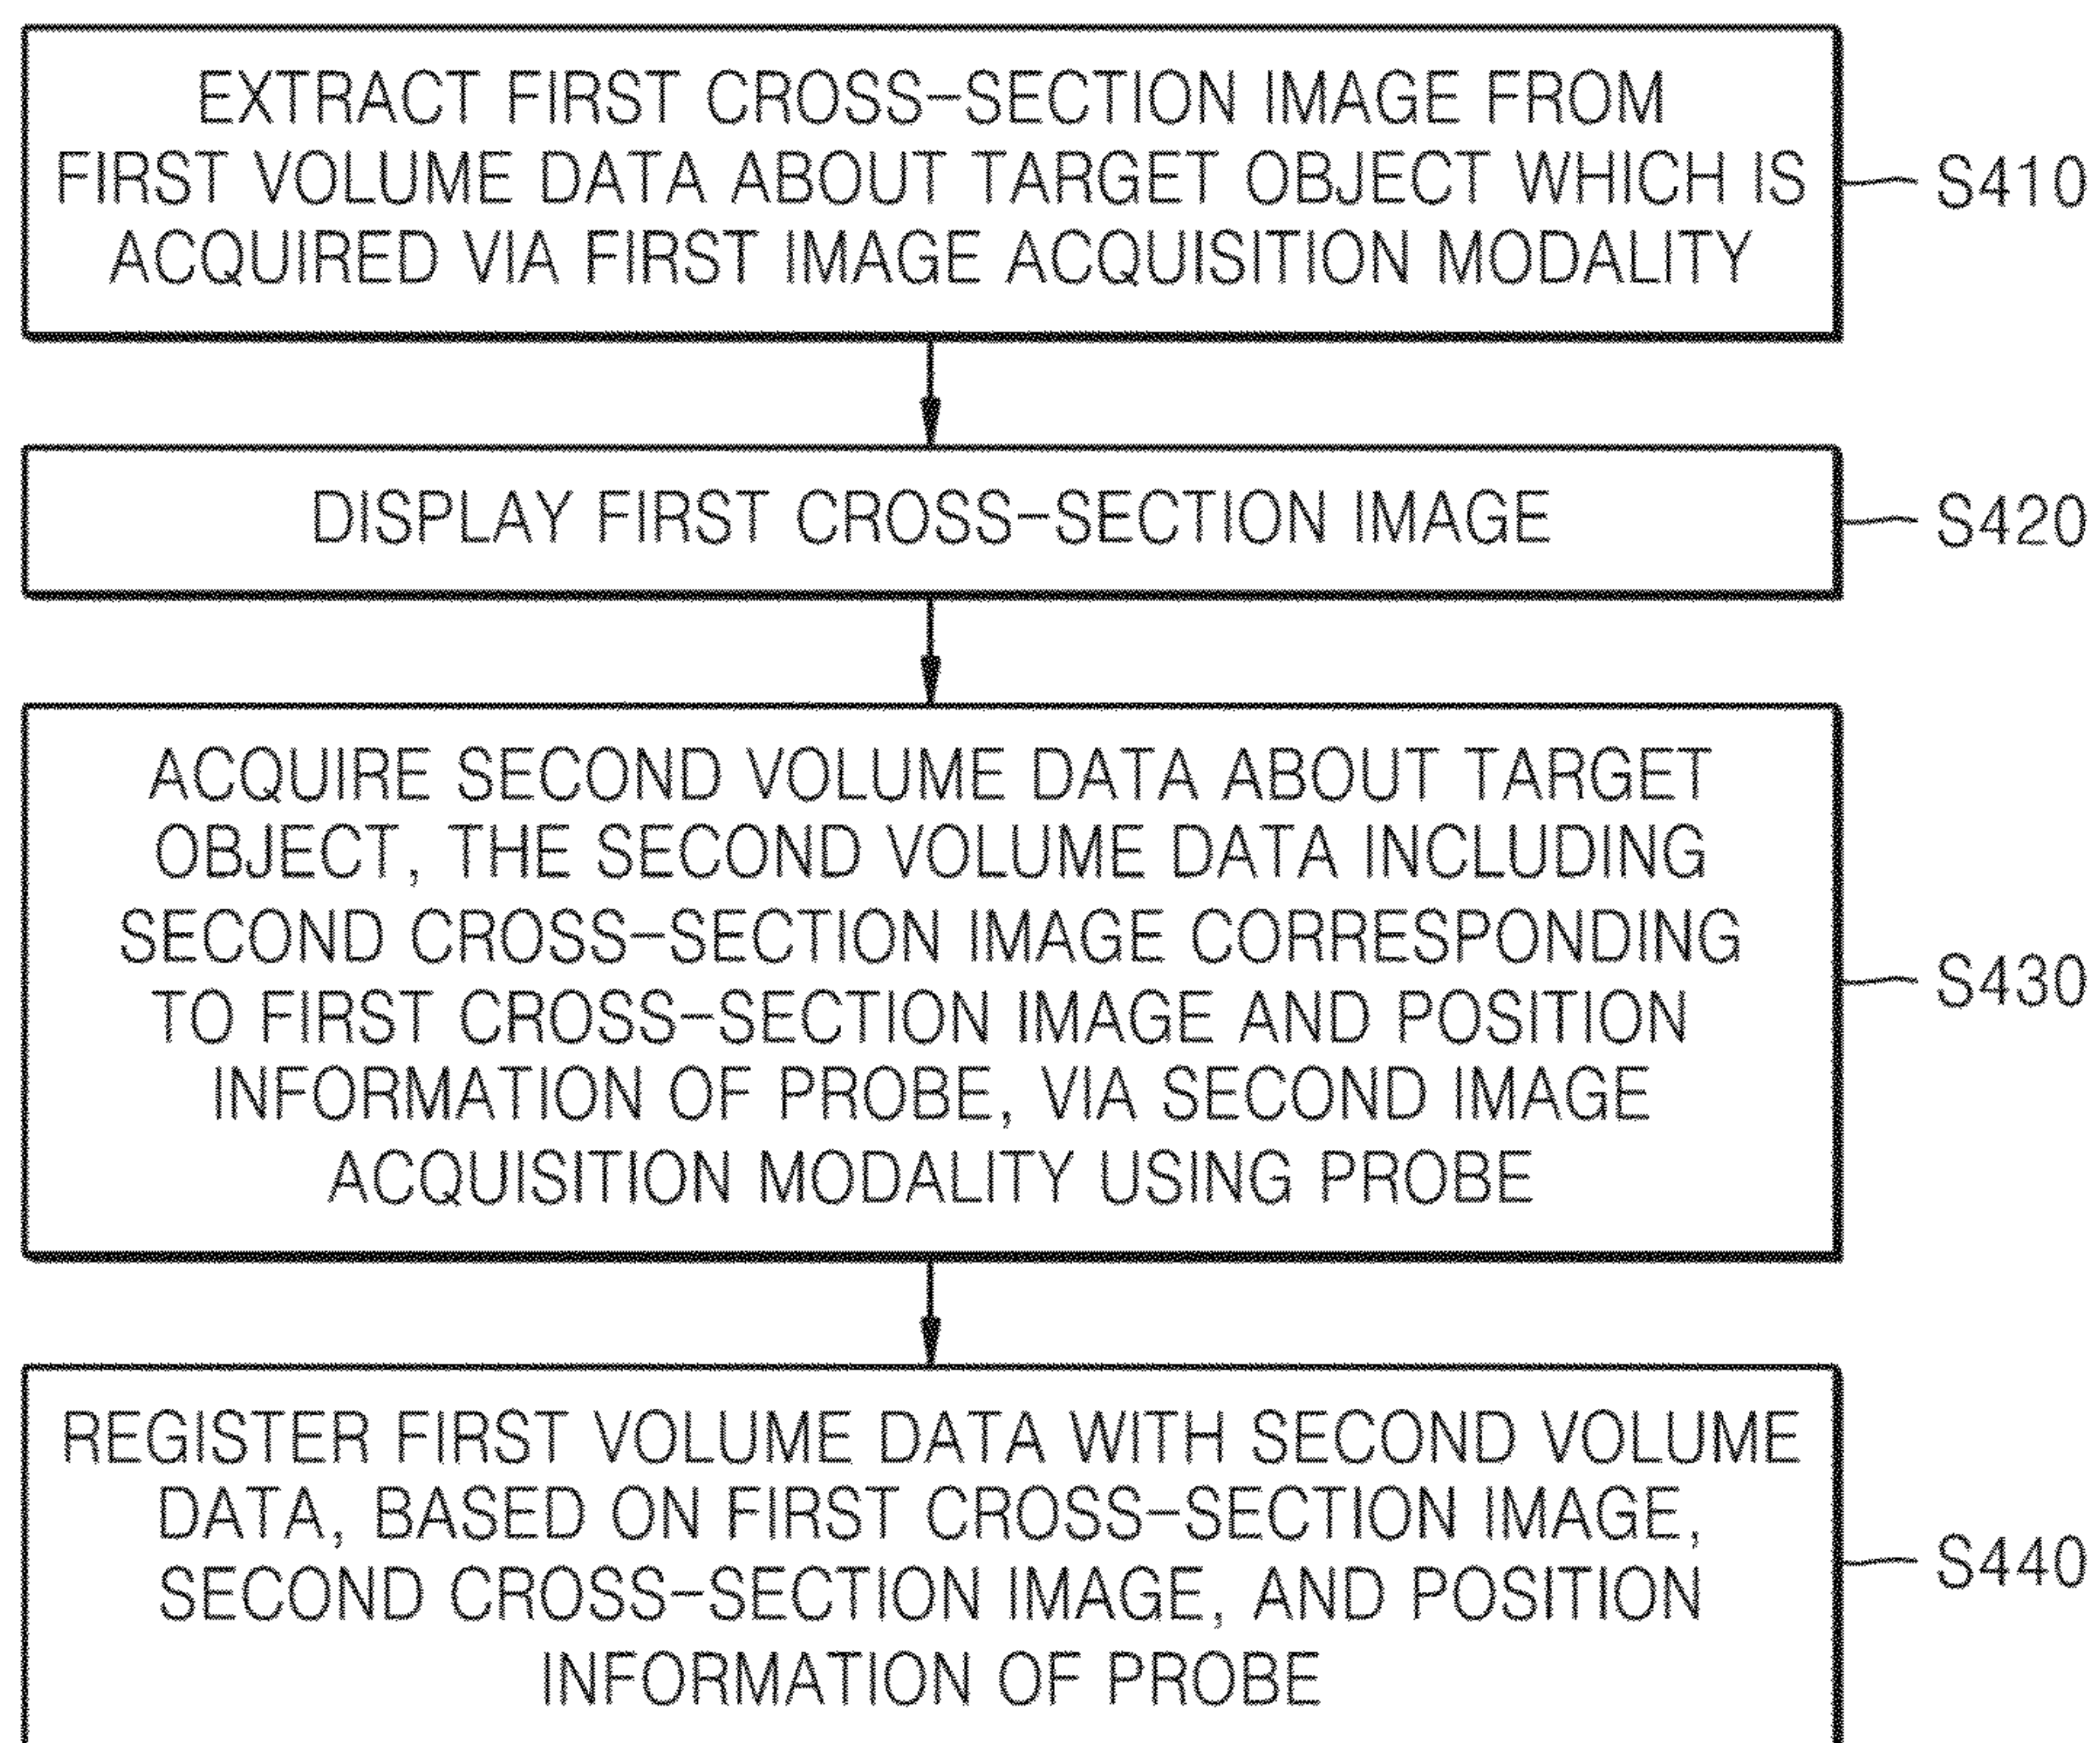 EXTRACT FIRST CROSS-SECTION IMAGE FROM
FIRST VOLUME DATA ABOUT TARGET OBJECT WHICH IS
ACQUIRED VIA FIRST IMAGE ACQUISITION MODALITY
S410
DISPLAY FIRST CROSS-SECTION IMAGE
S420
ACQUIRE SECOND VOLUME DATA ABOUT TARGET
OBJECT, THE SECOND VOLUME DATA INCLUDING
SECOND CROSS-SECTION IMAGE CORRESPONDING
TO FIRST CROSS-SECTION IMAGE AND POSITION
INFORMATION OF PROBE, VIA SECOND IMAGE
ACQUISITION MODALITY USING PROBE
S430
REGISTER FIRST VOLUME DATA WITH SECOND VOLUME
DATA, BASED ON FIRST CROSS-SECTION IMAGE,
SECOND CROSS-SECTION IMAGE, AND POSITION
INFORMATION OF PROBE
S440